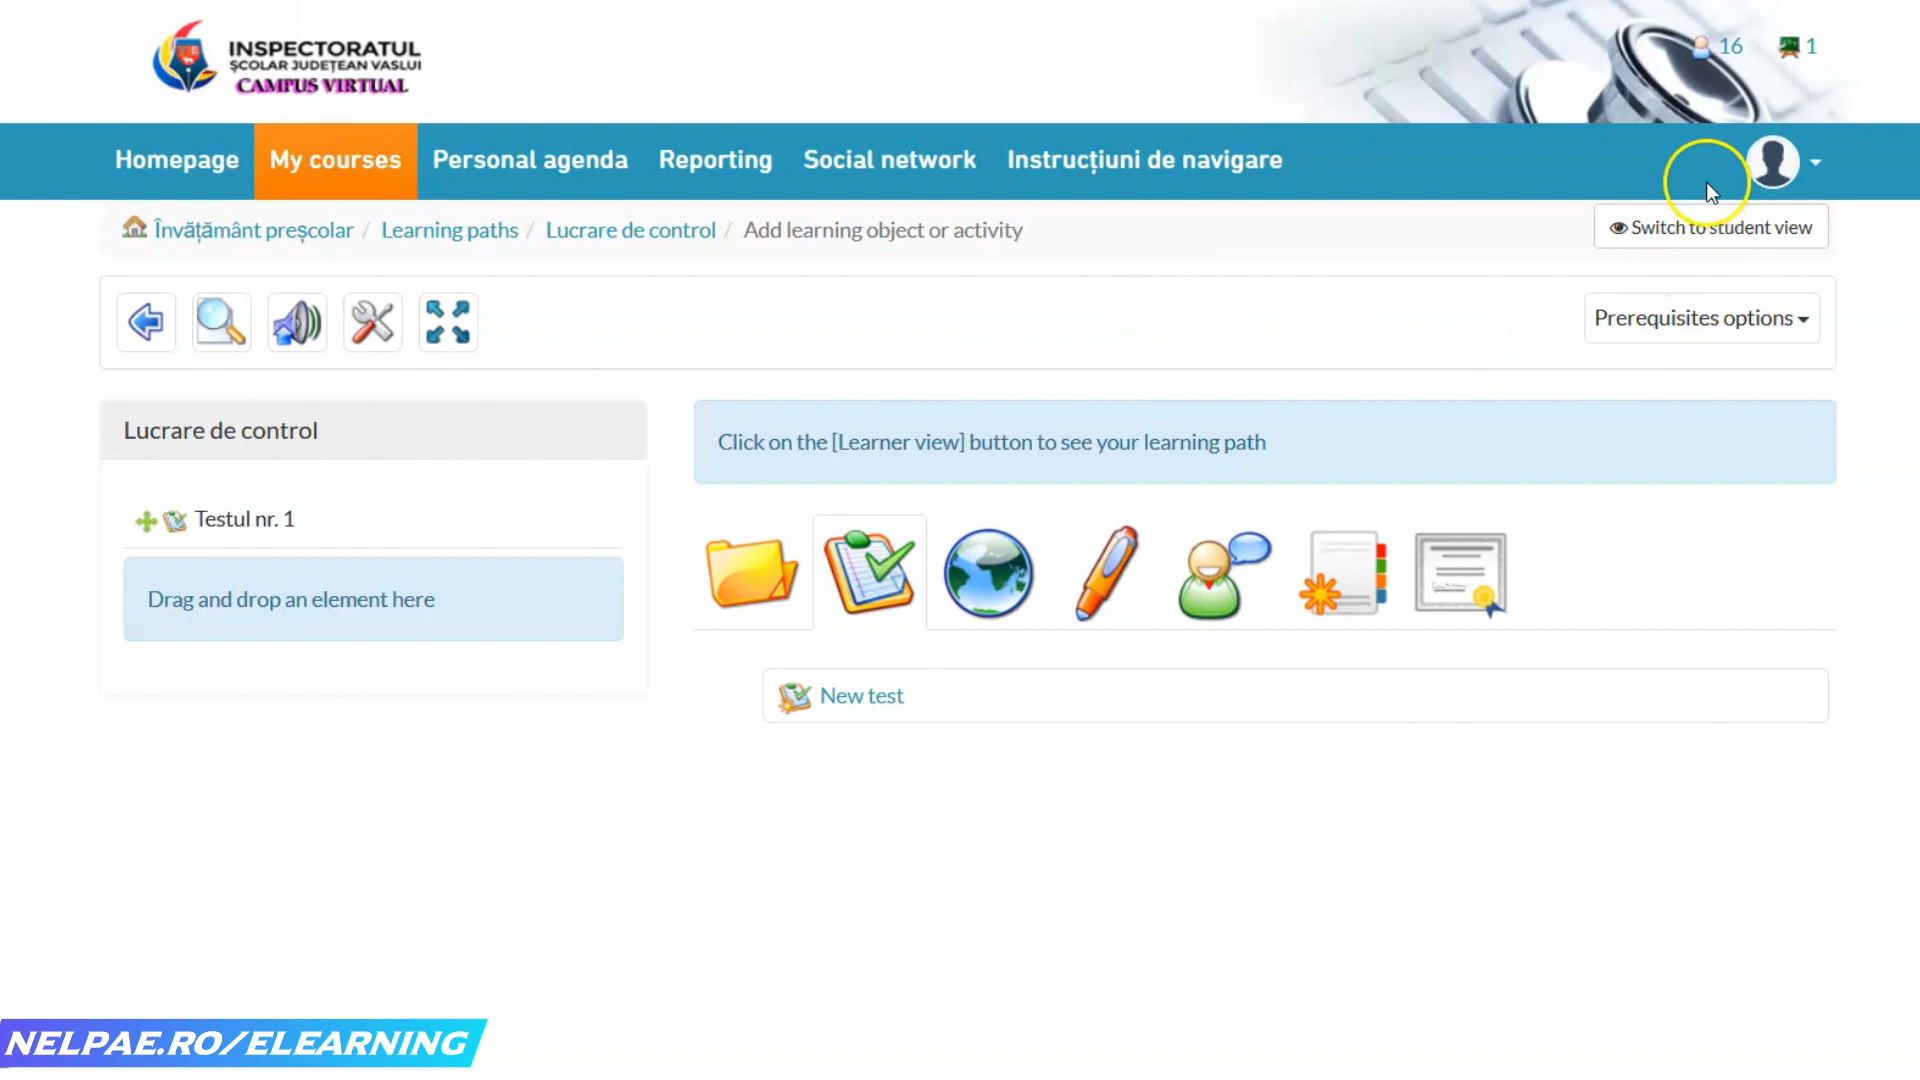 INSPECTORATUL
ȘCOLAR JUDEȚEAN VASLUI
CAMPUS VIRTUAL
16
1
Homepage
My courses
Personal agenda
Reporting
Social network
Instrucțiuni de navigare
Învățământ preșcolar / Learning paths / Lucrare de control / Add learning object or activity
Switch to student view
Prerequisites options
Lucrare de control
Click on the [Learner view] button to see your learning path
Testul nr. 1
Drag and drop an element here
New test
NELPAE.RO/ELEARNING